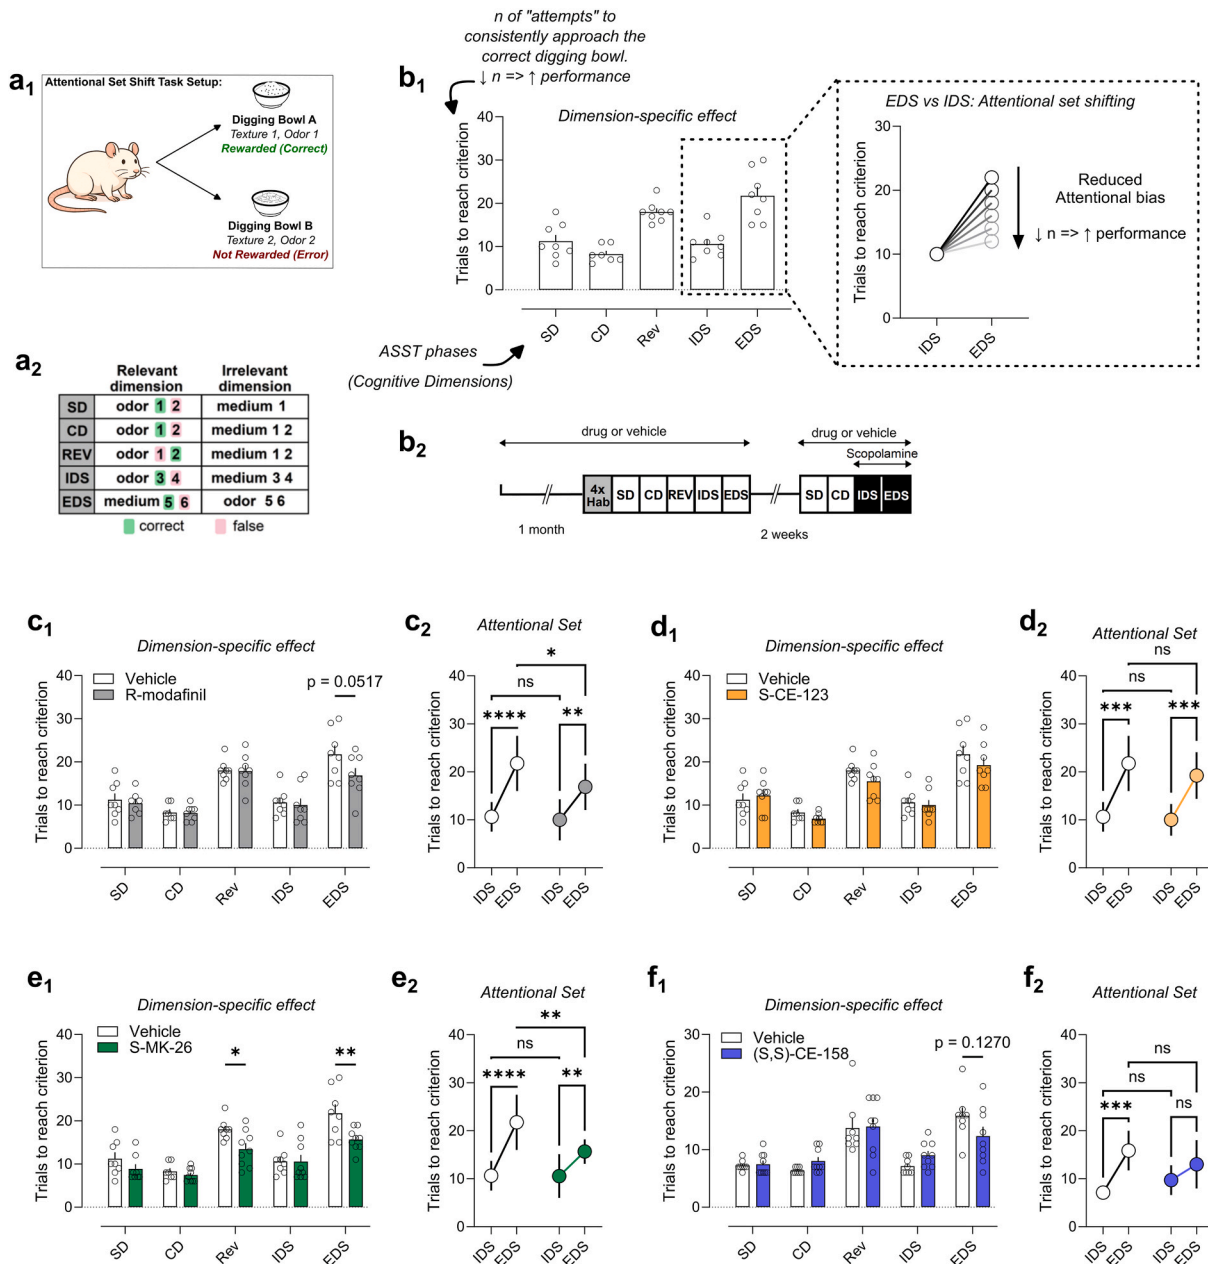 a1
Attentional Set Shift Task Setup:
Digging Bowl A
Texture 1, Odor 1
Rewarded (Correct)
Digging Bowl B
Texture 2, Odor 2
Not Rewarded (Error)
b1
n of "attempts" to
consistently approach the
correct digging bowl.
↓ n => ↑ performance
Dimension-specific effect
Trials to reach criterion
40
30
20
10
0
SD
CD
Rev
IDS
EDS
ASST phases
(Cognitive Dimensions)
EDS vs IDS: Attentional set shifting
Trials to reach criterion
30
20
10
0
IDS
EDS
Reduced
Attentional bias
↓ n => ↑ performance
a2
Relevant dimension
Irrelevant dimension
SD odor 1 2 medium 1
CD odor 1 2 medium 1 2
REV odor 1 2 medium 1 2
IDS odor 3 4 medium 3 4
EDS medium 5 6 odor 5 6
correct false
b2
drug or vehicle
drug or vehicle
Scopolamine
4x Hab SD CD REV IDS EDS
SD CD IDS EDS
1 month
2 weeks
c1
Dimension-specific effect
Vehicle
R-modafinil
p = 0.0517
Trials to reach criterion
40
30
20
10
0
SD
CD
Rev
IDS
EDS
c2
Attentional Set
*
ns
****
**
Trials to reach criterion
40
30
20
10
0
IDS
EDS
IDS
EDS
d1
Dimension-specific effect
Vehicle
S-CE-123
Trials to reach criterion
40
30
20
10
0
SD
CD
Rev
IDS
EDS
d2
Attentional Set
ns
ns
***
***
Trials to reach criterion
40
30
20
10
0
IDS
EDS
IDS
EDS
e1
Dimension-specific effect
Vehicle
S-MK-26
*
**
Trials to reach criterion
40
30
20
10
0
SD
CD
Rev
IDS
EDS
e2
Attentional Set
**
ns
****
**
Trials to reach criterion
40
30
20
10
0
IDS
EDS
IDS
EDS
f1
Dimension-specific effect
Vehicle
(S,S)-CE-158
p = 0.1270
Trials to reach criterion
30
20
10
0
SD
CD
Rev
IDS
EDS
f2
Attentional Set
ns
ns
***
ns
Trials to reach criterion
40
30
20
10
0
IDS
EDS
IDS
EDS